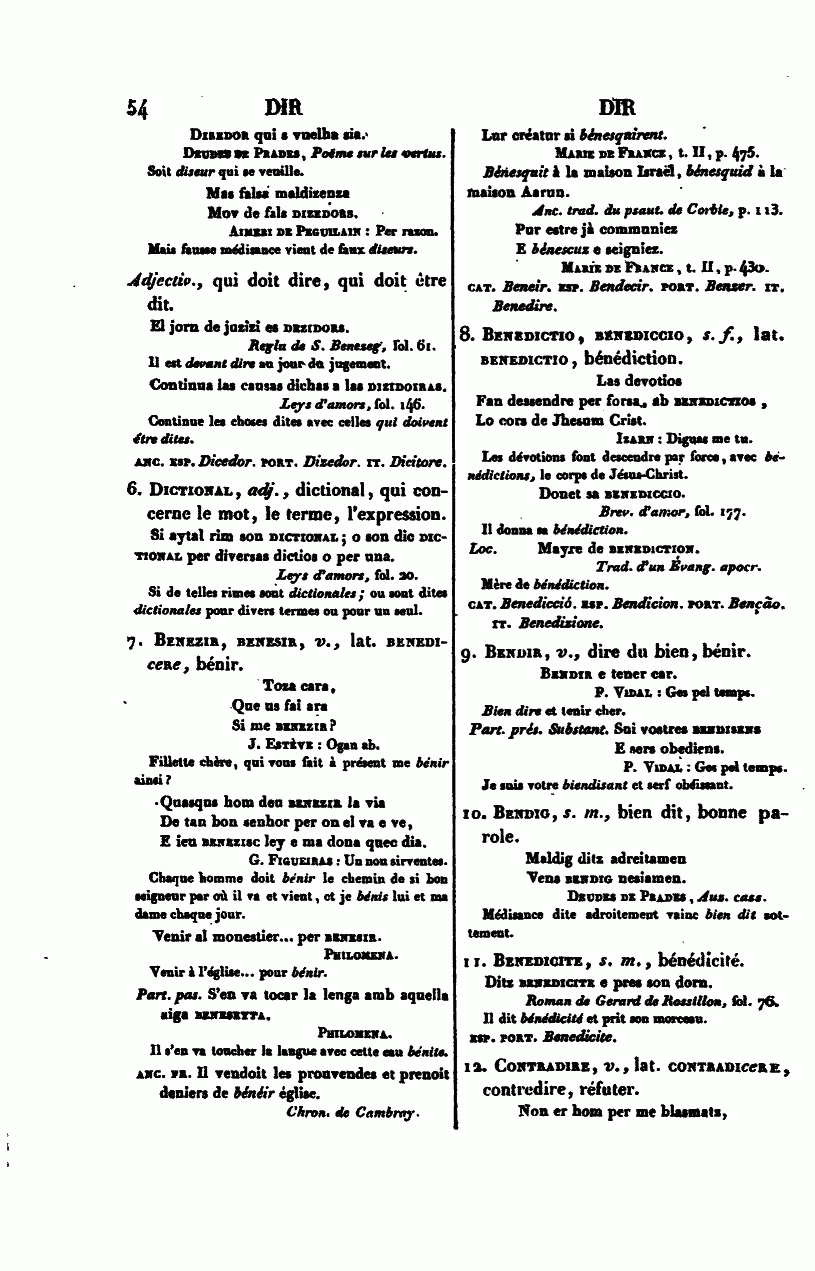 54 DIR
DIZEDOR qui s vuelha sia.
DEUDES DE PRADES, Poëme sur les vertus.
Soit diseur qui se veuille.
Mas falsa maldizenza
Mov de fals DIZEDORS.
AIMERI DE PEGUILAIN : Per razon.
Mais fausse médisance vient de faux diseurs.
Adjectiv., qui doit dire, qui doit être
dit.
El jorn de juzizi es DEZIDORS.
Regla de S. Benezeg, fol. 61.
Il est devant dire au jour du jugement.
Continua las causas dichas a las DIZIDOIRAS.
Leys d'amors, fol. 146.
Continue les choses dites avec celles qui doivent
être dites.
ANC. ESP. Dicedor. PORT. Dizedor. IT. Dicitore.
6. DICTIONAL, adj., dictional, qui con-
cerne le mot, le terme, l'expression.
Si aytal rim son DICTIONAL; o son dic DIC-
TIONAL per diversas dictios o per una.
Leys d'amors, fol. 20.
Si de telles rimes sont dictionales; ou sont dites
dictionales pour divers termes ou pour un seul.
7. BENEZIR, BENESIR, v., lat. BENEDI-
CERE, bénir.
Toza cara,
Que us fai ara
Si me BENEZIR?
J. ESTÈVE : Ogan ab.
Fillette chère, qui vous fait à présent me bénir
ainsi?
Quasqus hom deu BENEZIR la via
De tan bon senhor per on el va e ve,
E ieu BENEZISC ley e ma dona quec dia.
G. FIGUEIRAS : Un nou sirventes.
Chaque homme doit bénir le chemin de si bon
seigneur par où il va et vient, et je bénis lui et ma
dame chaque jour.
Venir al monestier... per BENESIR.
PHILOMENA.
Venir à l'église... pour bénir.
Part. pas. S'en va tocar la lenga amb aquella
aiga BENESETTA.
PHILOMENA.
Il s'en va toucher la langue avec cette eau bénite.
ANC. FR. Il vendoit les prouvendes et prenoit
deniers de bénéir église.
Chron. de Cambray.
DIR
Lur créatur si bénesquirent.
MARIE DE FRANCE, t. II, p. 475.
Bénesquit à la maison Israël, bénesquid à la
maison Aarun.
Anc. trad. du psaut. de Corbie, p. 113.
Pur estre jà communiez
E bénescuz e seigniez.
MARIE DE FRANCE, t. II, p. 430.
CAT. Beneir. ESP. Bendecir. PORT. Benzer. IT.
Benedire.
8. BENEDICTIO, BENEDICCIO, s. f., lat.
BENEDICTIO, bénédiction.
Las devotios
Fan dessendre per forsa, ab BENEDICTIOS,
Lo cors de Jhesum Crist.
IZARN : Diguas me tu.
Les dévotions font descendre par force, avec bé-
nédictions, le corps de Jésus-Christ.
Donet sa BENEDICCIO.
Brev. d'amor, fol. 177.
Il donna sa bénédiction.
Loc. Mayre de BENEDICTION.
Trad. d'un Évang. apocr.
Mère de bénédiction.
CAT. Benedicció. ESP. Bendicion. PORT. Benção.
IT. Benedizione.
9. BENDIR, v., dire du bien, bénir.
BENDIR e tener car.
P. VIDAL : Ges pel temps.
Bien dire et tenir cher.
Part. prés. Substant. Sui vostres BENDISENS
E sers obediens.
P. VIDAL : Ges pel temps.
Je suis votre biendisant et serf obéissant.
10. BENDIG, s. m., bien dit, bonne pa-
role.
Maldig ditz adreitamen
Vens BENDIG nesiamen.
DEUDES DE PRADES, Aus. cass.
Médisance dite adroitement vainc bien dit sot-
tement.
11. BENEDICITE, s. m., bénédicité.
Ditz BENEDICITE e pres son dorn.
Roman de Gerard de Rossillon, fol. 76.
Il dit bénédicité et prit son morceau.
ESP. PORT. Benedicite.
12. CONTRADIRE, v., lat. CONTRADICERE,
contredire, réfuter.
Non er hom per me blasmatz,